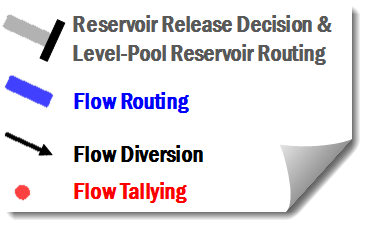 Reservoir Release Decision &
Level-Pool Reservoir Routing
Flow Routing
Flow Diversion
Flow Tallying